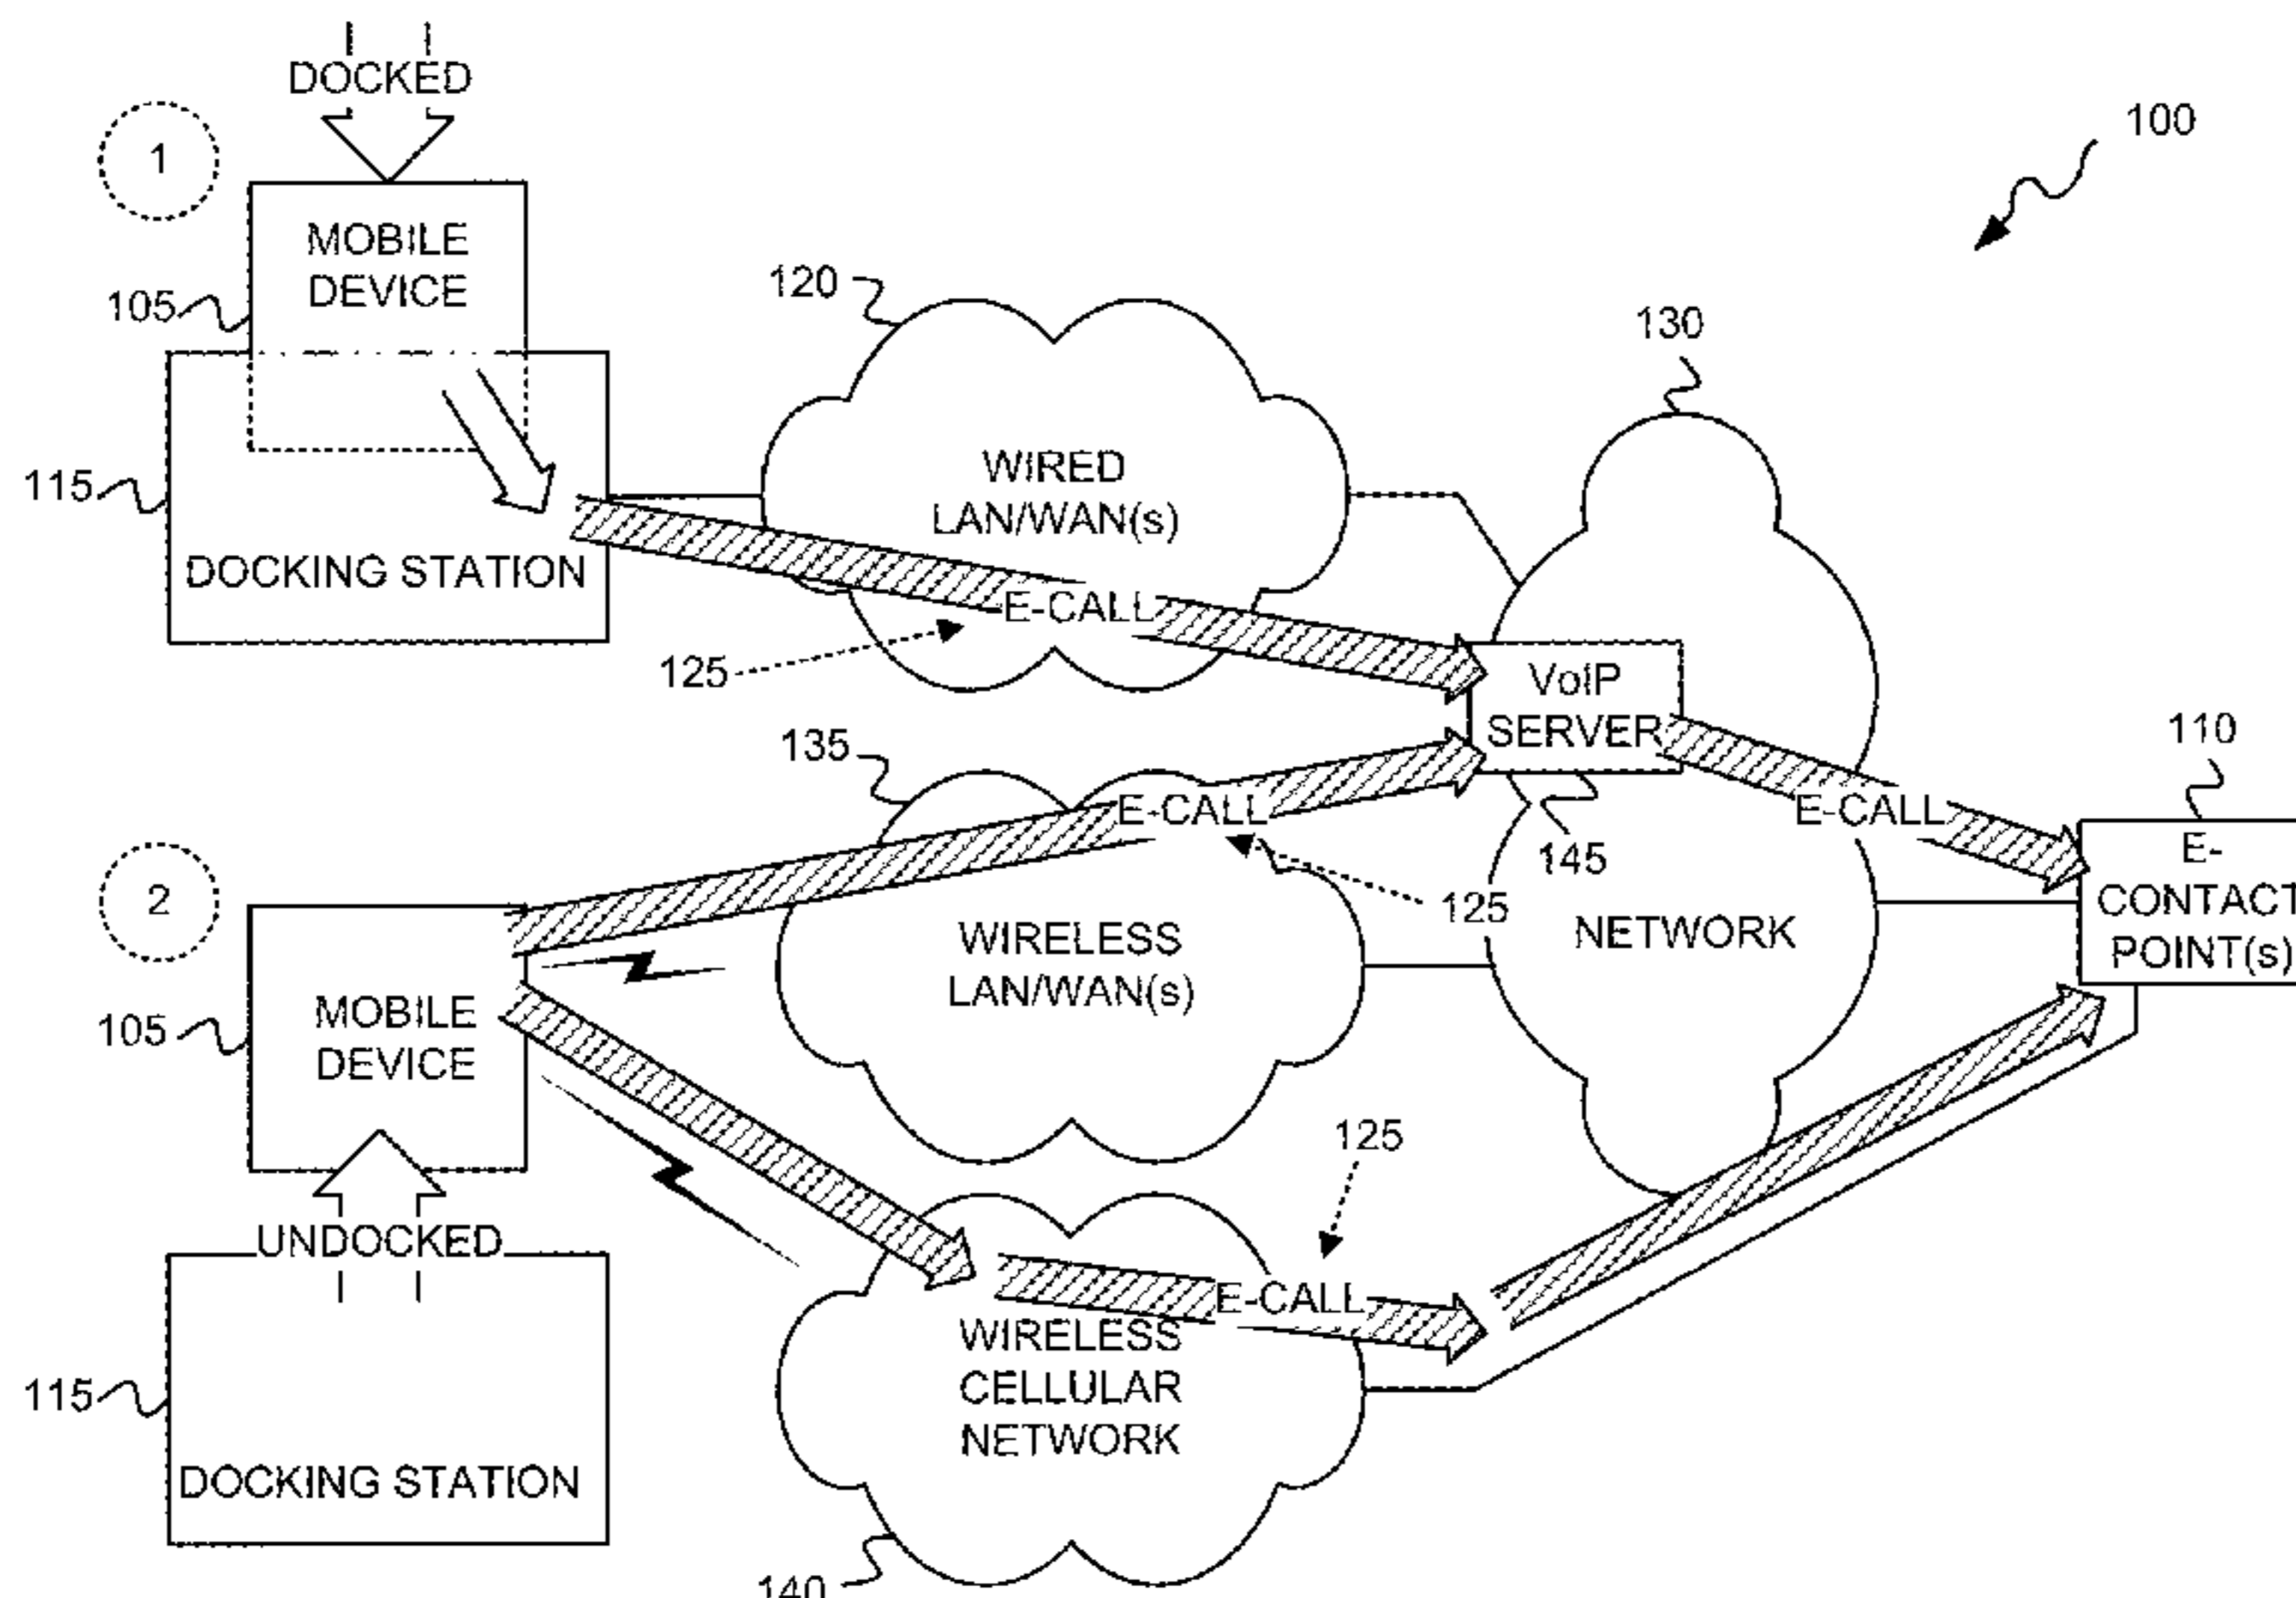 DOCKED
1
100
MOBILE
DEVICE
105
120
130
WIRED
LAN/WAN(s)
115
DOCKING STATION
E-CALL
125
VoIP
SERVER
110
135
E-CALL
E-CALL
145
E-
CONTACT
POINT(s)
2
125
NETWORK
WIRELESS
LAN/WAN(s)
105
MOBILE
DEVICE
125
UNDOCKED
E-CALL
WIRELESS
CELLULAR
NETWORK
115
DOCKING STATION
140